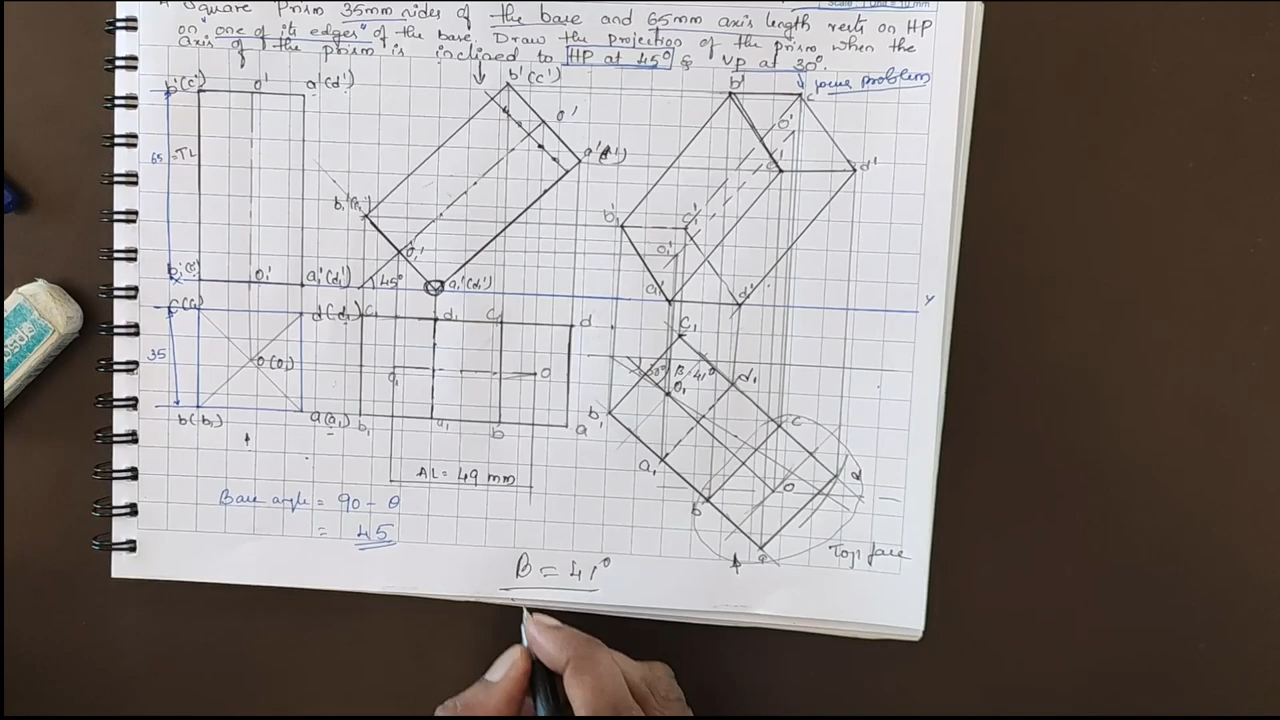 Scale : 1 Unit = 10 mm
A Square Prism 35mm sides of the base and 65mm axis length rests on HP
on "one of its edges" of the base. Draw the projection of the prism when the
axis of the prism is inclined to HP at 45° & VP at 30°.
b'(c') o' a'(d')
b'(c')
o'
a'(d')
b' c'
o'
a' d'
65 = TL
b₁'(c₁')
o₁'
b₁' c₁'
o₁'
b₁'(c₁') o₁' a₁'(d₁')
45° a₁'(d₁')
a₁' d₁'
y
c(c₁) d(d₁)
c₁ d₁ c d
c₁
35
o(o₁)
o₁ o
30° β=41° d₁
o₁
b(b₁) a(a₁)
b₁ a₁ b a
b₁
c
a₁
d
o
b
a
AL = 49 mm
Base angle = 90 - θ
= 45
Top face
β = 41°